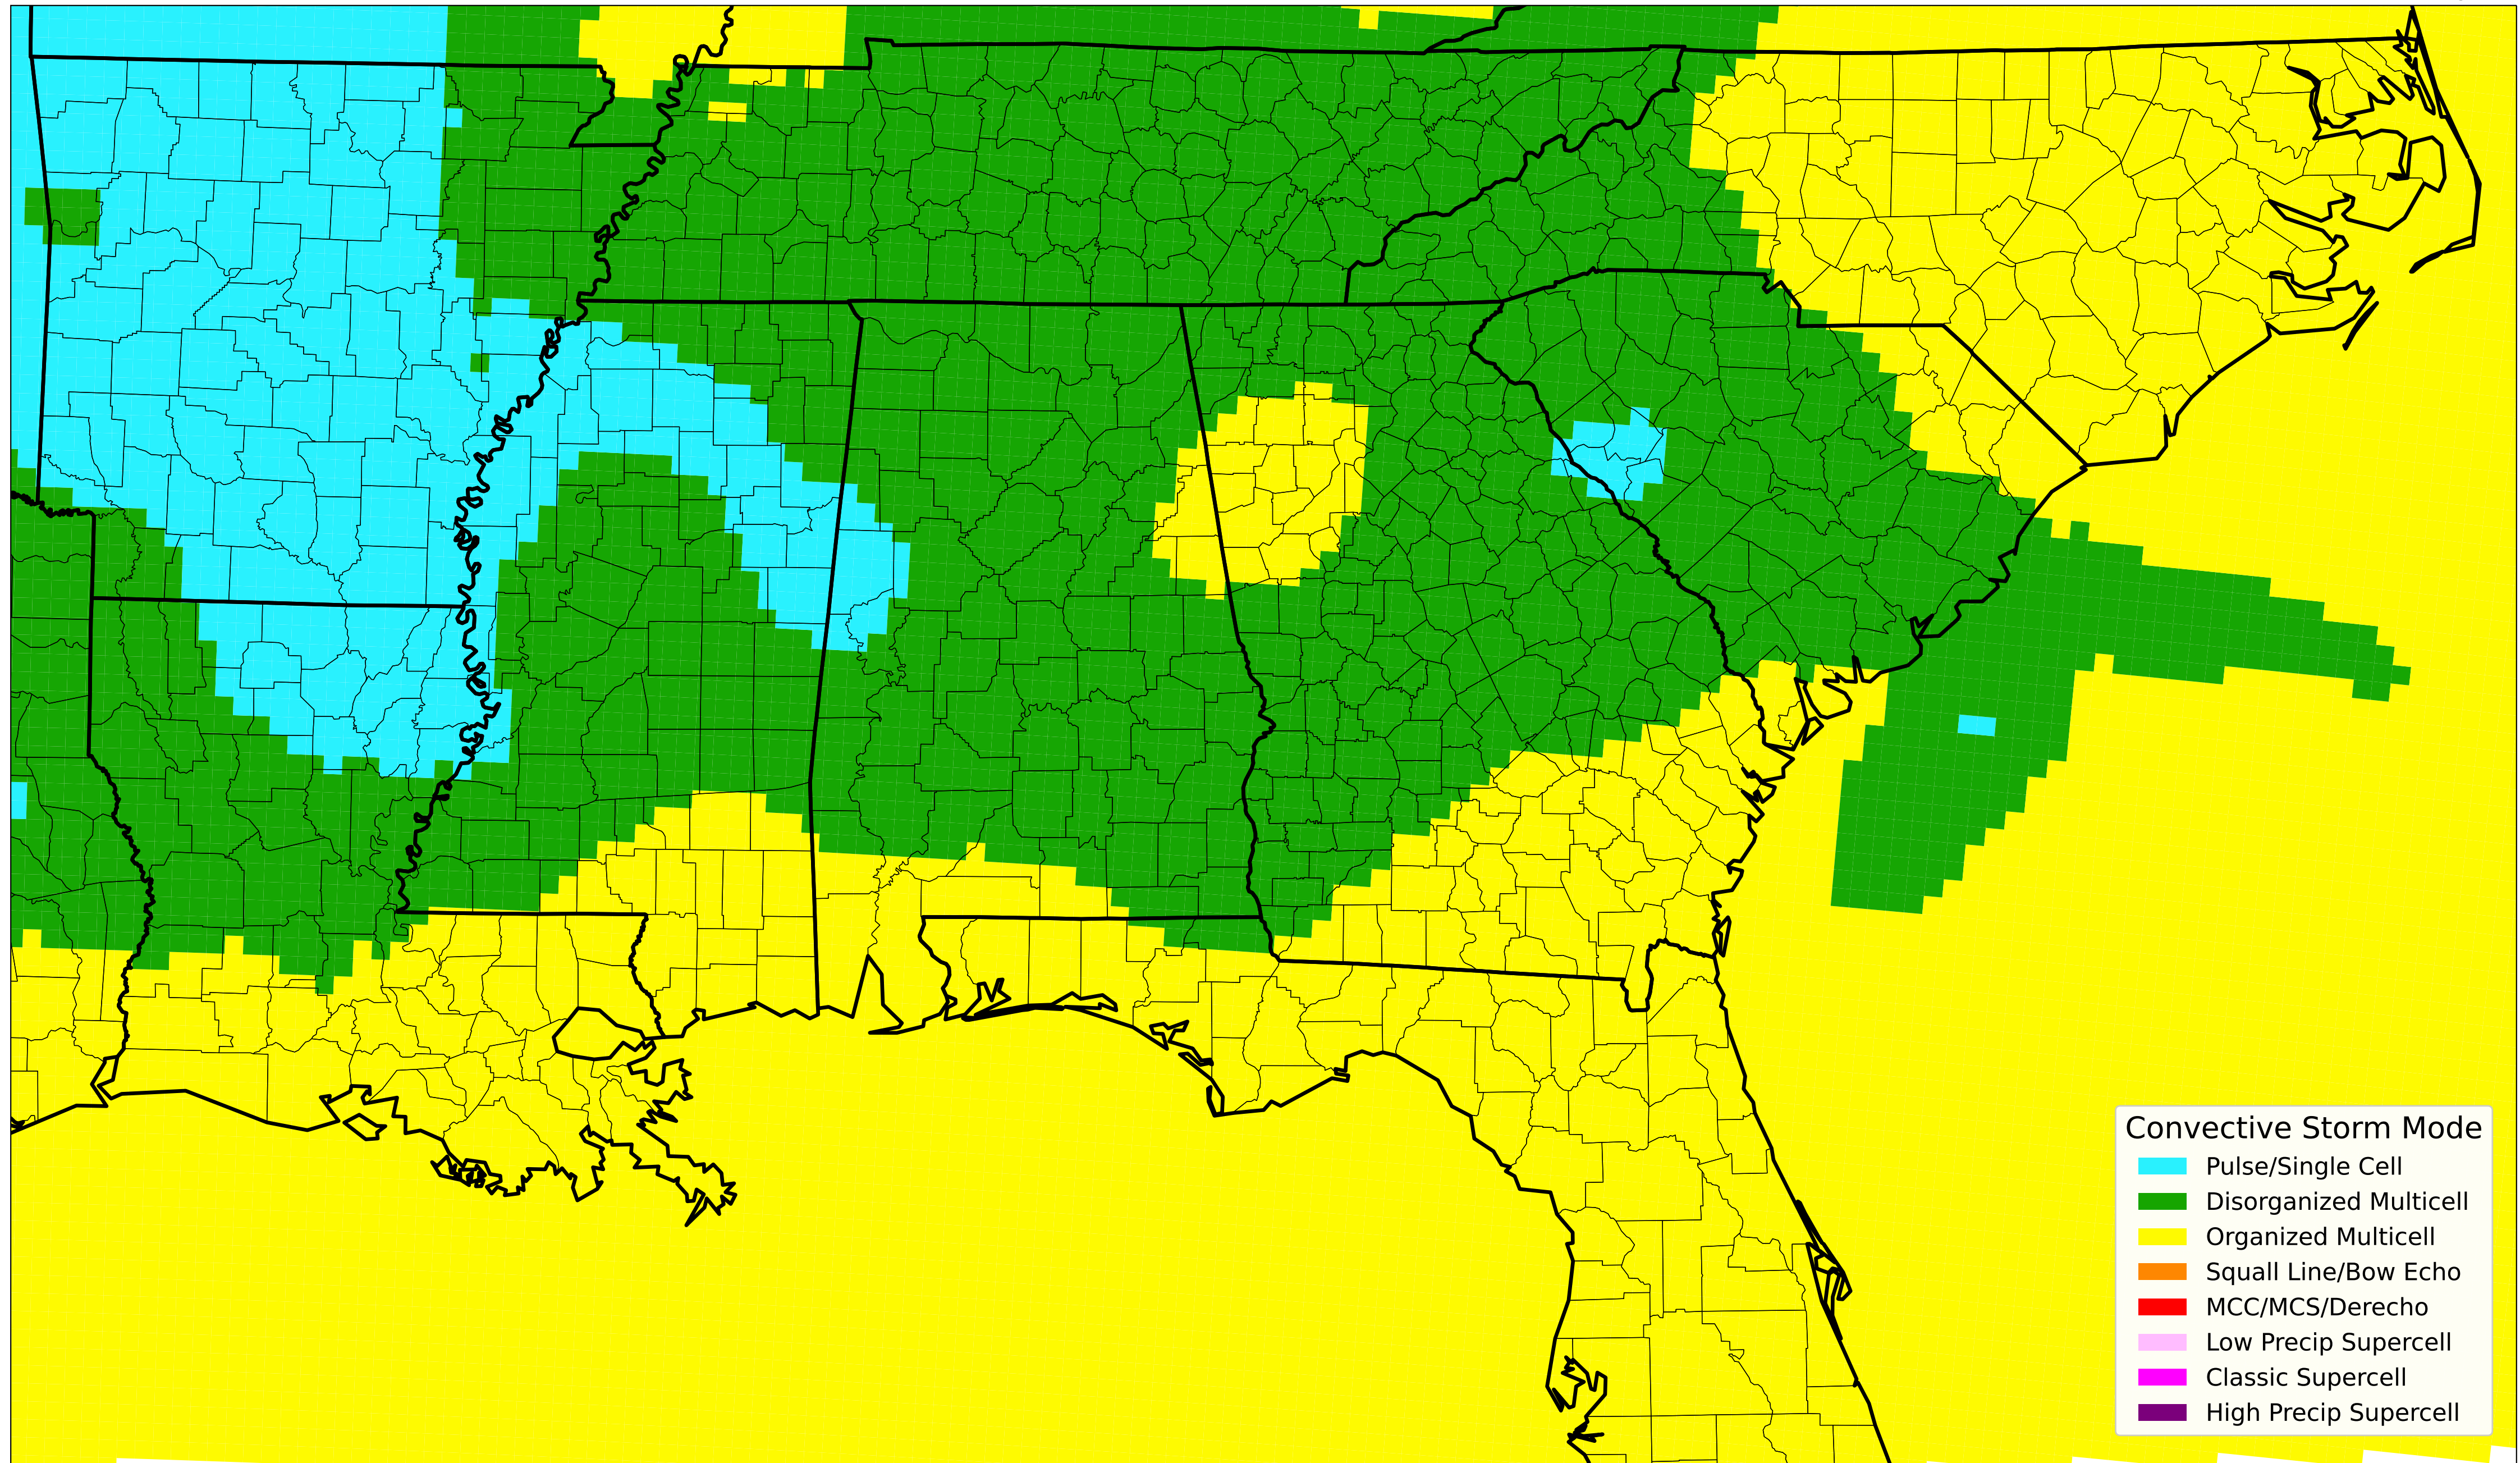 Convective Storm Mode
Pulse/Single Cell
Disorganized Multicell
Organized Multicell
Squall Line/Bow Echo
MCC/MCS/Derecho
Low Precip Supercell
Classic Supercell
High Precip Supercell